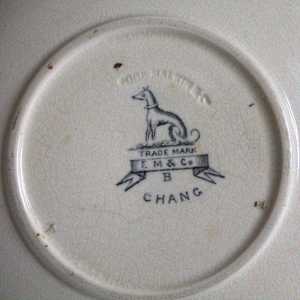 TRADE MARK
E. M & Co
B
CHANG